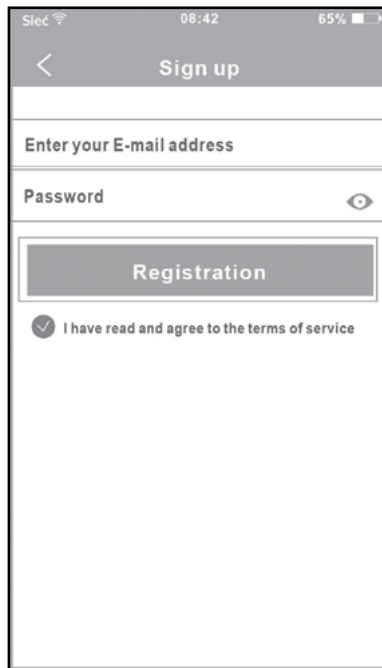 Sieć 08:42 65%
Sign up
Enter your E-mail address
Password
Registration
I have read and agree to the terms of service